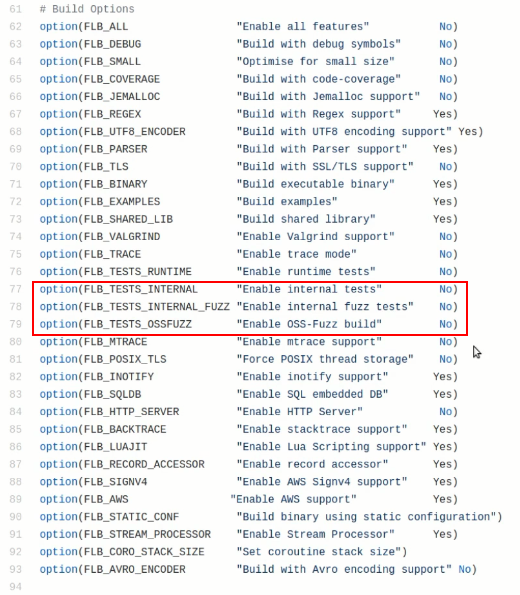 61 # Build Options
62 option(FLB_ALL "Enable all features" No)
63 option(FLB_DEBUG "Build with debug symbols" No)
64 option(FLB_SMALL "Optimise for small size" No)
65 option(FLB_COVERAGE "Build with code-coverage" No)
66 option(FLB_JEMALLOC "Build with Jemalloc support" No)
67 option(FLB_REGEX "Build with Regex support" Yes)
68 option(FLB_UTF8_ENCODER "Build with UTF8 encoding support" Yes)
69 option(FLB_PARSER "Build with Parser support" Yes)
70 option(FLB_TLS "Build with SSL/TLS support" No)
71 option(FLB_BINARY "Build executable binary" Yes)
72 option(FLB_EXAMPLES "Build examples" Yes)
73 option(FLB_SHARED_LIB "Build shared library" Yes)
74 option(FLB_VALGRIND "Enable Valgrind support" No)
75 option(FLB_TRACE "Enable trace mode" No)
76 option(FLB_TESTS_RUNTIME "Enable runtime tests" No)
77 option(FLB_TESTS_INTERNAL "Enable internal tests" No)
78 option(FLB_TESTS_INTERNAL_FUZZ "Enable internal fuzz tests" No)
79 option(FLB_TESTS_OSSFUZZ "Enable OSS-Fuzz build" No)
80 option(FLB_MTRACE "Enable mtrace support" No)
81 option(FLB_POSIX_TLS "Force POSIX thread storage" No)
82 option(FLB_INOTIFY "Enable inotify support" Yes)
83 option(FLB_SQLDB "Enable SQL embedded DB" Yes)
84 option(FLB_HTTP_SERVER "Enable HTTP Server" No)
85 option(FLB_BACKTRACE "Enable stacktrace support" Yes)
86 option(FLB_LUAJIT "Enable Lua Scripting support" Yes)
87 option(FLB_RECORD_ACCESSOR "Enable record accessor" Yes)
88 option(FLB_SIGNV4 "Enable AWS Signv4 support" Yes)
89 option(FLB_AWS "Enable AWS support" Yes)
90 option(FLB_STATIC_CONF "Build binary using static configuration")
91 option(FLB_STREAM_PROCESSOR "Enable Stream Processor" Yes)
92 option(FLB_CORO_STACK_SIZE "Set coroutine stack size")
93 option(FLB_AVRO_ENCODER "Build with Avro encoding support" No)
94